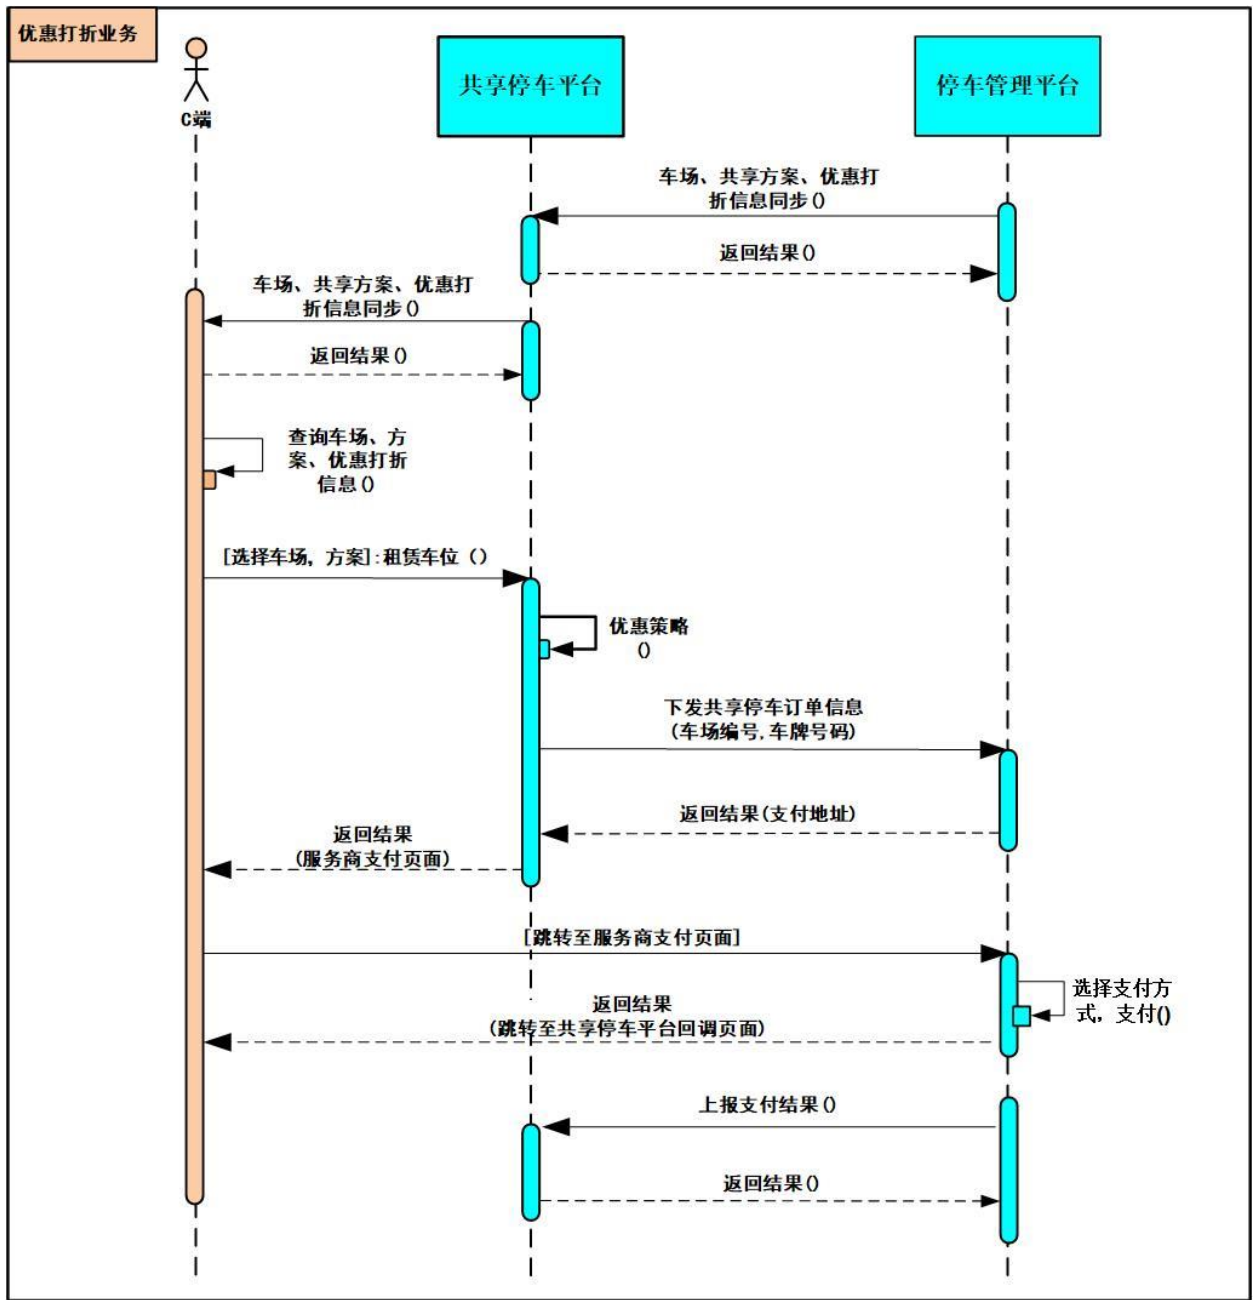 优惠打折业务
C端
共享停车平台
停车管理平台
车场、共享方案、优惠打
折信息同步()
返回结果()
车场、共享方案、优惠打
折信息同步()
返回结果()
查询车场、方
案、优惠打折
信息()
[选择车场，方案]:租赁车位（）
优惠策略
()
下发共享停车订单信息
(车场编号,车牌号码)
返回结果(支付地址)
返回结果
(服务商支付页面)
[跳转至服务商支付页面]
选择支付方
式，支付()
返回结果
(跳转至共享停车平台回调页面)
上报支付结果()
返回结果()